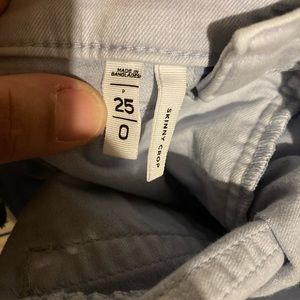 MADE IN
BANGLADESH
P
25
0
SKINNY CROP